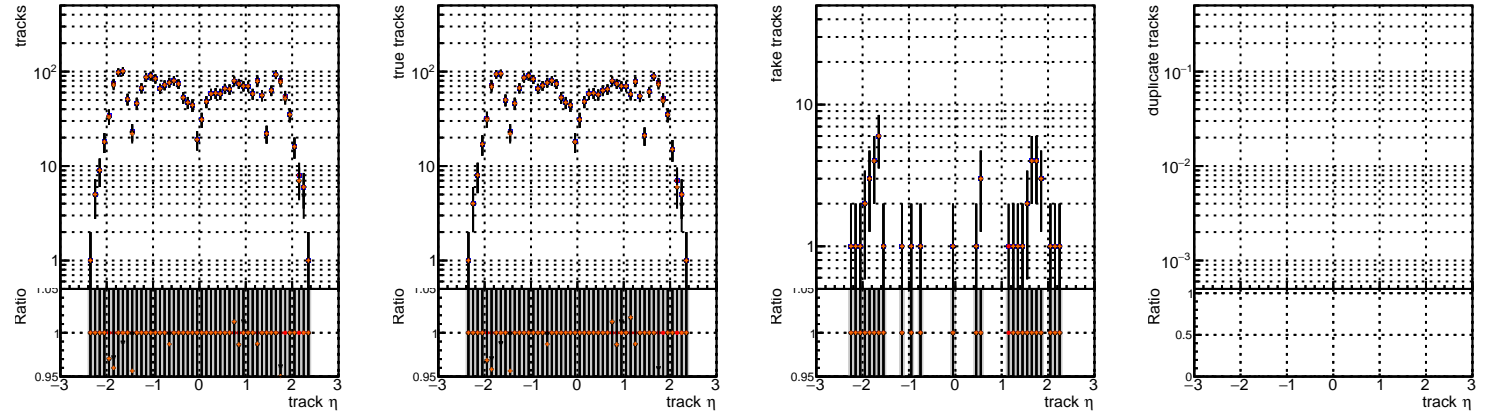 tracks
10²
10
1
Ratio
1.05
1
0.95
−3 −2 −1 0 1 2 3
track η
true tracks
10²
10
1
Ratio
1.05
1
0.95
−3 −2 −1 0 1 2 3
track η
fake tracks
10
1
Ratio
1.05
1
0.95
−3 −2 −1 0 1 2 3
track η
duplicate tracks
10⁻¹
10⁻²
10⁻³
Ratio
1
0.5
0
−3 −2 −1 0 1 2 3
track η